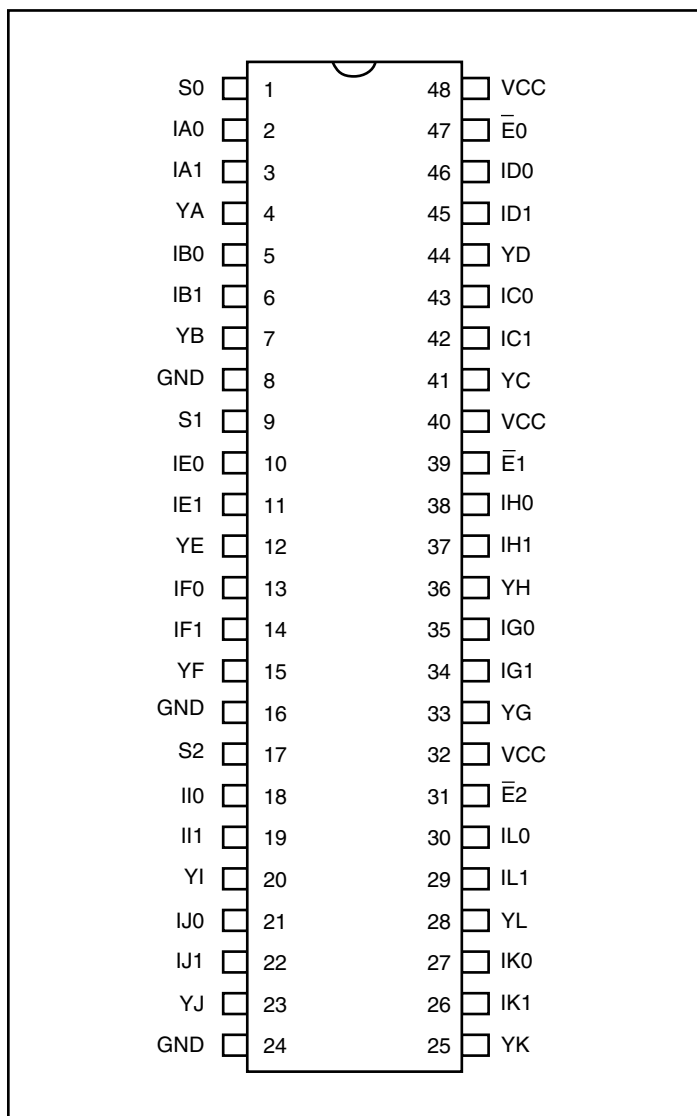 S0 1 48 VCC
IA0 2 47 E̅0
IA1 3 46 ID0
YA 4 45 ID1
IB0 5 44 YD
IB1 6 43 IC0
YB 7 42 IC1
GND 8 41 YC
S1 9 40 VCC
IE0 10 39 E̅1
IE1 11 38 IH0
YE 12 37 IH1
IF0 13 36 YH
IF1 14 35 IG0
YF 15 34 IG1
GND 16 33 YG
S2 17 32 VCC
II0 18 31 E̅2
II1 19 30 IL0
YI 20 29 IL1
IJ0 21 28 YL
IJ1 22 27 IK0
YJ 23 26 IK1
GND 24 25 YK